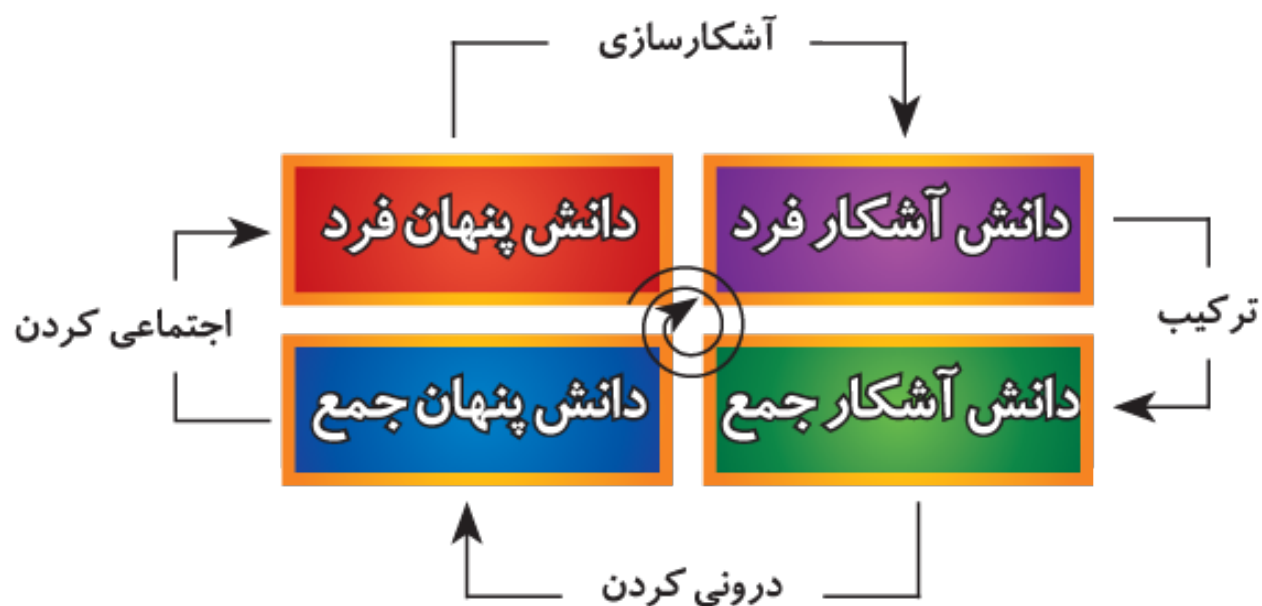 آشکارسازی
دانش آشکار فرد
دانش پنهان فرد
ترکیب
اجتماعی کردن
دانش آشکار جمع
دانش پنهان جمع
درونی کردن